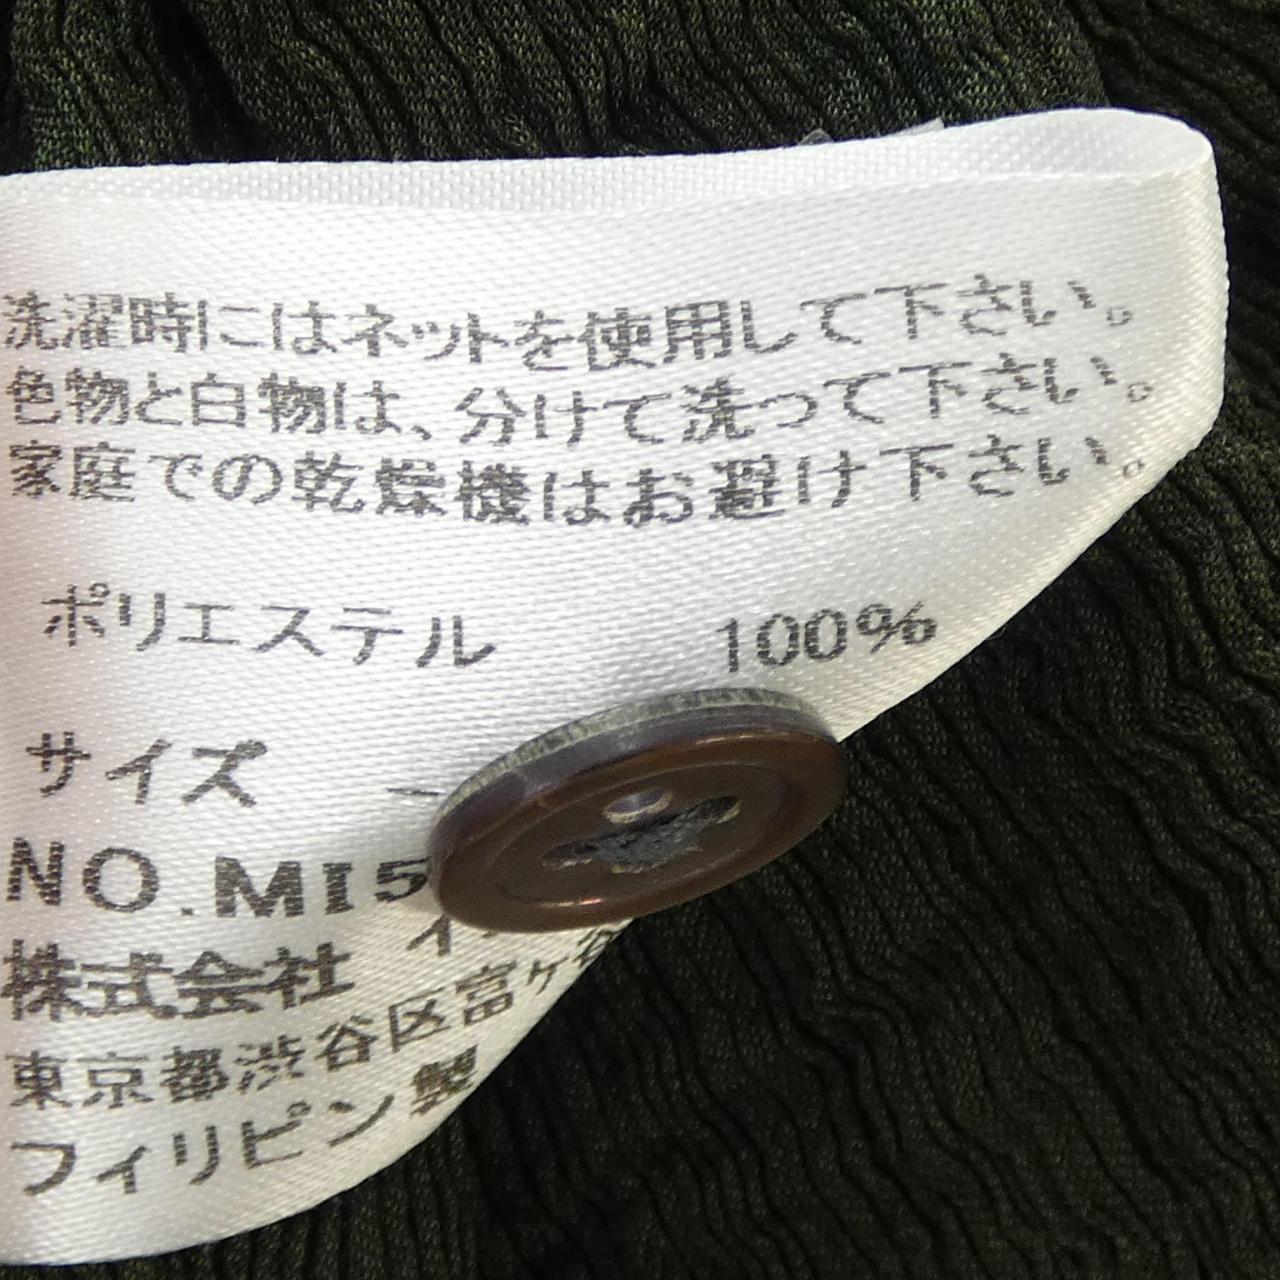 洗濯時にはネットを使用して下さい。
色物と白物は、分けて洗って下さい。
家庭での乾燥機はお避け下さい。
ポリエステル 100%
サイズ
NO.MI5
株式会社 イ
東京都渋谷区富ヶ谷
フィリピン製